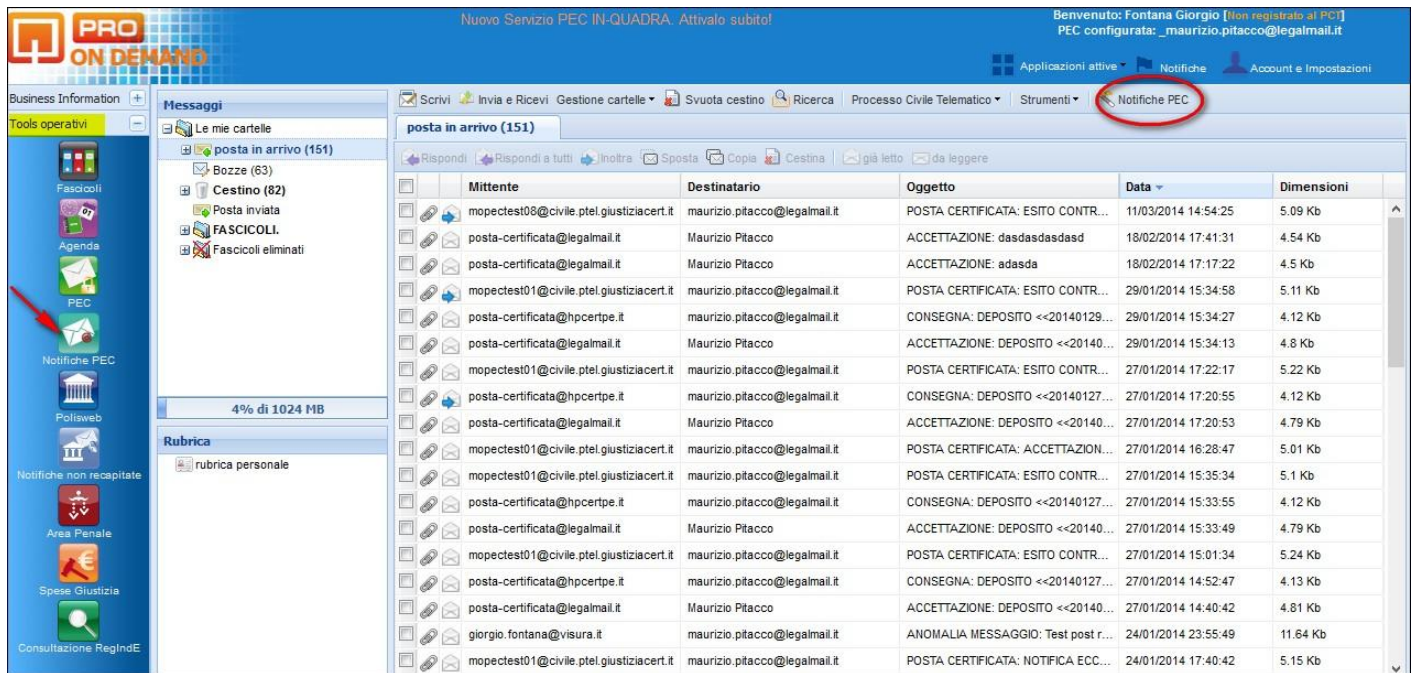 PRO
ON DEMAND
Nuovo Servizio PEC IN-QUADRA. Attivalo subito!
Benvenuto: Fontana Giorgio [Non registrato al PCT]
PEC configurata: _maurizio.pitacco@legalmail.it
Applicazioni attive Notifiche Account e Impostazioni
Business Information
Tools operativi
Fascicoli
Agenda
PEC
Notifiche PEC
Polisweb
Notifiche non recapitate
Area Penale
Spese Giustizia
Consultazione RegIndE
Messaggi
Le mie cartelle
posta in arrivo (151)
Bozze (63)
Cestino (82)
Posta inviata
FASCICOLI.
Fascicoli eliminati
4% di 1024 MB
Rubrica
rubrica personale
Scrivi Invia e Ricevi Gestione cartelle Svuota cestino Ricerca Processo Civile Telematico Strumenti Notifiche PEC
posta in arrivo (151)
Rispondi Rispondi a tutti Inoltra Sposta Copia Cestina già letto da leggere
Mittente Destinatario Oggetto Data Dimensioni
mopectest08@civile.ptel.giustiziacert.it maurizio.pitacco@legalmail.it POSTA CERTIFICATA: ESITO CONTR... 11/03/2014 14:54:25 5.09 Kb
posta-certificata@legalmail.it Maurizio Pitacco ACCETTAZIONE: dasdasdasdasd 18/02/2014 17:41:31 4.54 Kb
posta-certificata@legalmail.it Maurizio Pitacco ACCETTAZIONE: adasda 18/02/2014 17:17:22 4.5 Kb
mopectest01@civile.ptel.giustiziacert.it maurizio.pitacco@legalmail.it POSTA CERTIFICATA: ESITO CONTR... 29/01/2014 15:34:58 5.11 Kb
posta-certificata@hpcertpe.it maurizio.pitacco@legalmail.it CONSEGNA: DEPOSITO <<20140129... 29/01/2014 15:34:27 4.12 Kb
posta-certificata@legalmail.it Maurizio Pitacco ACCETTAZIONE: DEPOSITO <<20140... 29/01/2014 15:34:13 4.8 Kb
mopectest01@civile.ptel.giustiziacert.it maurizio.pitacco@legalmail.it POSTA CERTIFICATA: ESITO CONTR... 27/01/2014 17:22:17 5.22 Kb
posta-certificata@hpcertpe.it maurizio.pitacco@legalmail.it CONSEGNA: DEPOSITO <<20140127... 27/01/2014 17:20:55 4.12 Kb
posta-certificata@legalmail.it Maurizio Pitacco ACCETTAZIONE: DEPOSITO <<20140... 27/01/2014 17:20:53 4.79 Kb
mopectest01@civile.ptel.giustiziacert.it maurizio.pitacco@legalmail.it POSTA CERTIFICATA: ACCETTAZION... 27/01/2014 16:28:47 5.01 Kb
mopectest01@civile.ptel.giustiziacert.it maurizio.pitacco@legalmail.it POSTA CERTIFICATA: ESITO CONTR... 27/01/2014 15:35:34 5.1 Kb
posta-certificata@hpcertpe.it maurizio.pitacco@legalmail.it CONSEGNA: DEPOSITO <<20140127... 27/01/2014 15:33:55 4.12 Kb
posta-certificata@legalmail.it Maurizio Pitacco ACCETTAZIONE: DEPOSITO <<20140... 27/01/2014 15:33:49 4.79 Kb
mopectest01@civile.ptel.giustiziacert.it maurizio.pitacco@legalmail.it POSTA CERTIFICATA: ESITO CONTR... 27/01/2014 15:01:34 5.24 Kb
posta-certificata@hpcertpe.it maurizio.pitacco@legalmail.it CONSEGNA: DEPOSITO <<20140127... 27/01/2014 14:52:47 4.13 Kb
posta-certificata@legalmail.it Maurizio Pitacco ACCETTAZIONE: DEPOSITO <<20140... 27/01/2014 14:40:42 4.81 Kb
giorgio.fontana@visura.it maurizio.pitacco@legalmail.it ANOMALIA MESSAGGIO: Test post r... 24/01/2014 23:55:49 11.64 Kb
mopectest01@civile.ptel.giustiziacert.it maurizio.pitacco@legalmail.it POSTA CERTIFICATA: NOTIFICA ECC... 24/01/2014 17:40:42 5.15 Kb